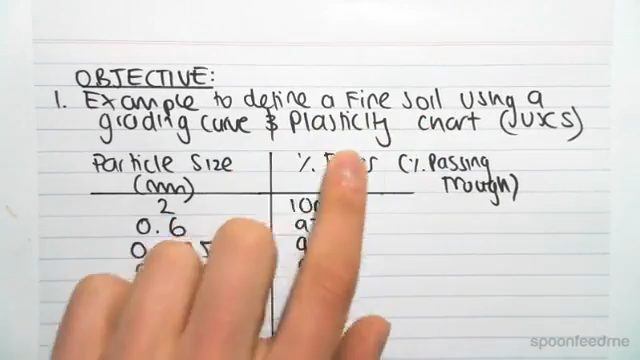 OBJECTIVE:
1. Example to define a Fine Soil using a
grading curve & Plasticity chart (
Particle Size % (% Passing
(mm) through)
2
0.6
spoonfeedme